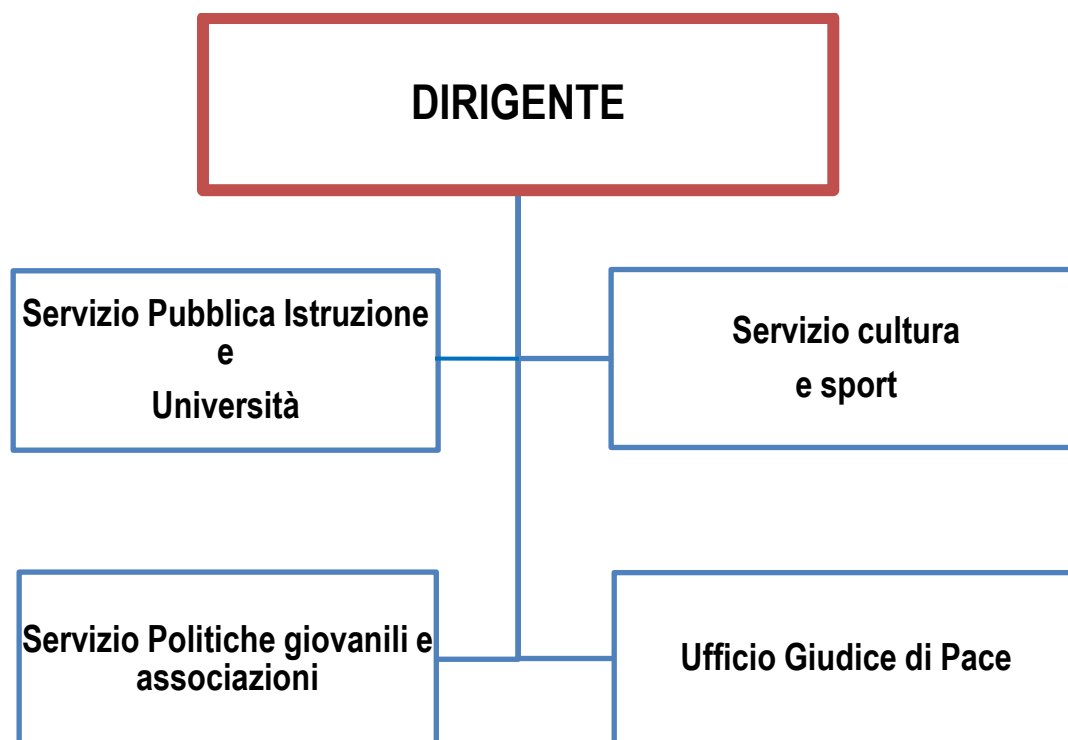 DIRIGENTE
Servizio Pubblica Istruzione
e
Università
Servizio cultura
e sport
Servizio Politiche giovanili e
associazioni
Ufficio Giudice di Pace